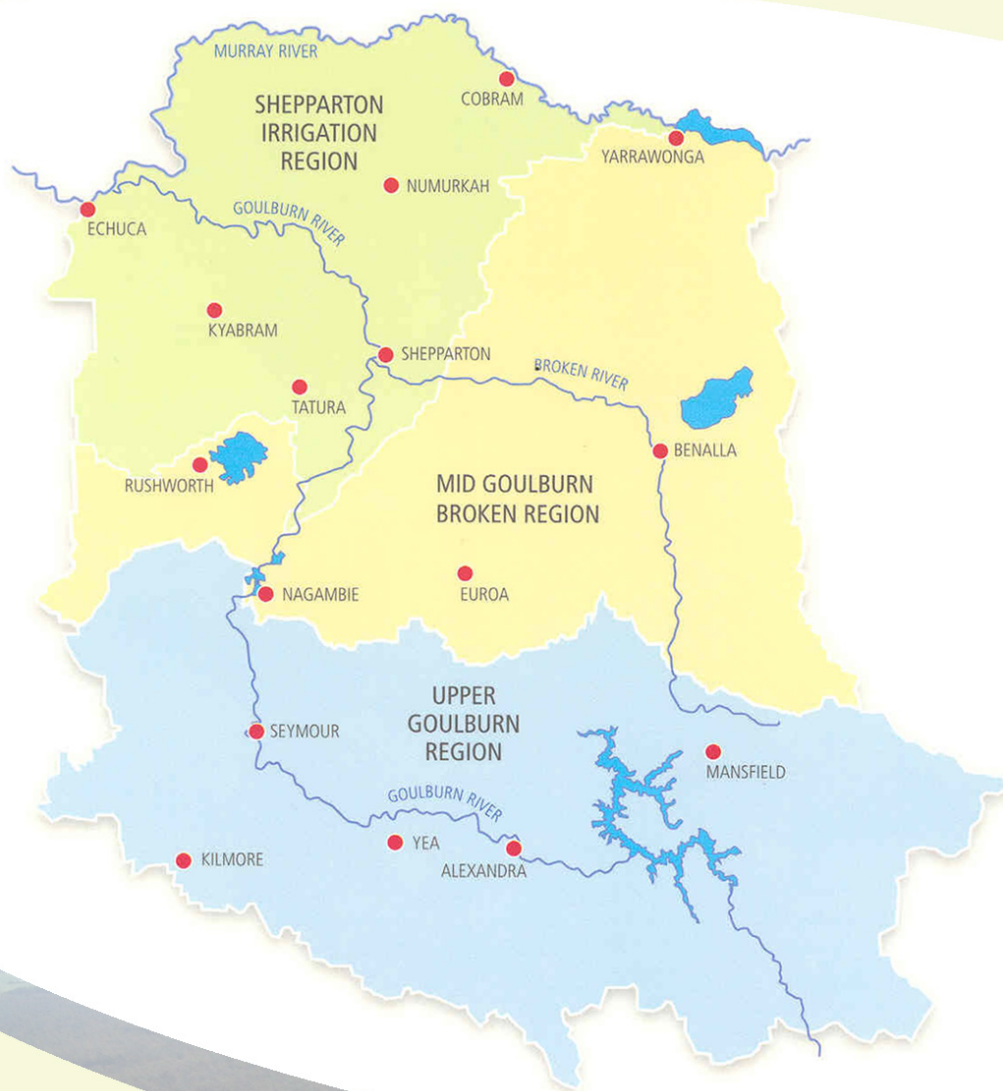 MURRAY RIVER
COBRAM
SHEPPARTON
IRRIGATION
REGION
YARRAWONGA
NUMURKAH
GOULBURN RIVER
ECHUCA
KYABRAM
SHEPPARTON
BROKEN RIVER
TATURA
BENALLA
RUSHWORTH
MID GOULBURN
BROKEN REGION
NAGAMBIE
EUROA
UPPER
GOULBURN
REGION
SEYMOUR
MANSFIELD
GOULBURN RIVER
YEA
KILMORE
ALEXANDRA